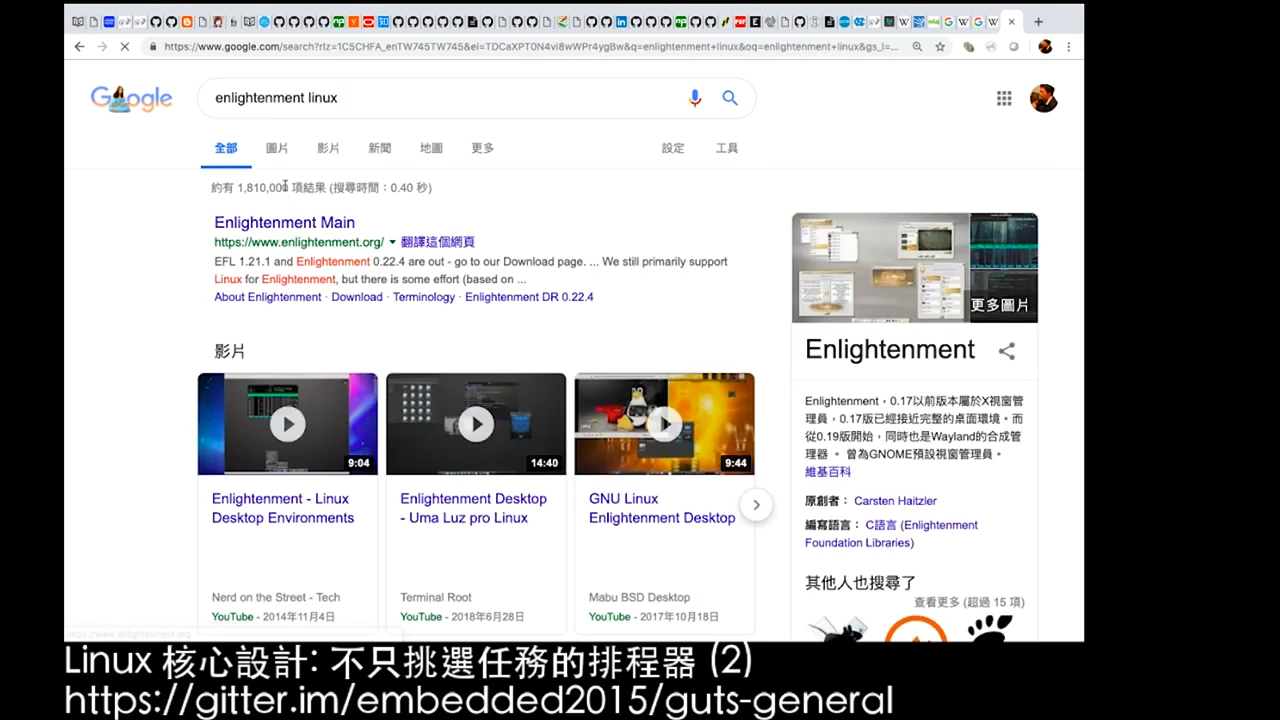 https://www.google.com/search?rlz=1C5CHFA_enTW745TW745&ei=TDCaXPTON4vi8wWPr4ygBw&q=enlightenment+linux&oq=enlightenment+linux&gs_l=...
Google
enlightenment linux
全部 圖片 影片 新聞 地圖 更多 設定 工具
約有 1,810,000 項結果 (搜尋時間：0.40 秒)
Enlightenment Main
https://www.enlightenment.org/ 翻譯這個網頁
EFL 1.21.1 and Enlightenment 0.22.4 are out - go to our Download page. ... We still primarily support
Linux for Enlightenment, but there is some effort (based on ...
About Enlightenment · Download · Terminology · Enlightenment DR 0.22.4
影片
9:04 14:40 9:44
Enlightenment - Linux
Desktop Environments
Nerd on the Street - Tech
YouTube - 2014年11月4日
Enlightenment Desktop
- Uma Luz pro Linux
Terminal Root
YouTube - 2018年6月28日
GNU Linux
Enlightenment Desktop
Mabu BSD Desktop
YouTube - 2017年10月18日
更多圖片
Enlightenment
Enlightenment，0.17以前版本屬於X視窗管
理員，0.17版已經接近完整的桌面環境。而
從0.19版開始，同時也是Wayland的合成管
理器 。 曾為GNOME預設視窗管理員。
維基百科
原創者： Carsten Haitzler
編寫語言： C語言 (Enlightenment
Foundation Libraries)
其他人也搜尋了
查看更多 (超過 15 項)
https://www.enlightenment.org
Linux 核心設計: 不只挑選任務的排程器 (2)
https://gitter.im/embedded2015/guts-general